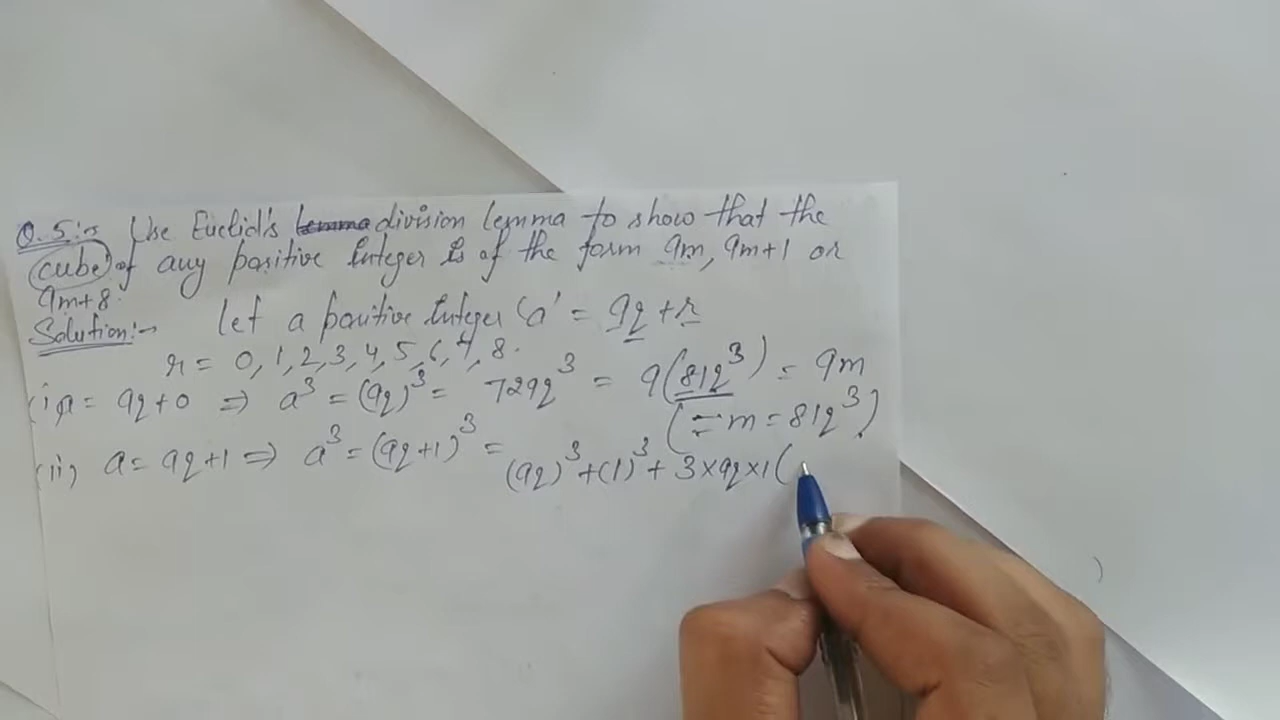 Q.5:- Use Euclid's lemma division lemma to show that the
cube of any positive Integer is of the form 9m, 9m+1 or
9m+8.
Solution:- Let a positive Integer 'a' = 9q + r
r = 0, 1, 2, 3, 4, 5, 6, 7, 8.
(i) a = 9q+0 ⇒ a³ = (9q)³ = 729q³ = 9(81q³) = 9m
(∵ m = 81q³)
(ii) a = 9q+1 ⇒ a³ = (9q+1)³ =
(9q)³ + (1)³ + 3×9q×1(